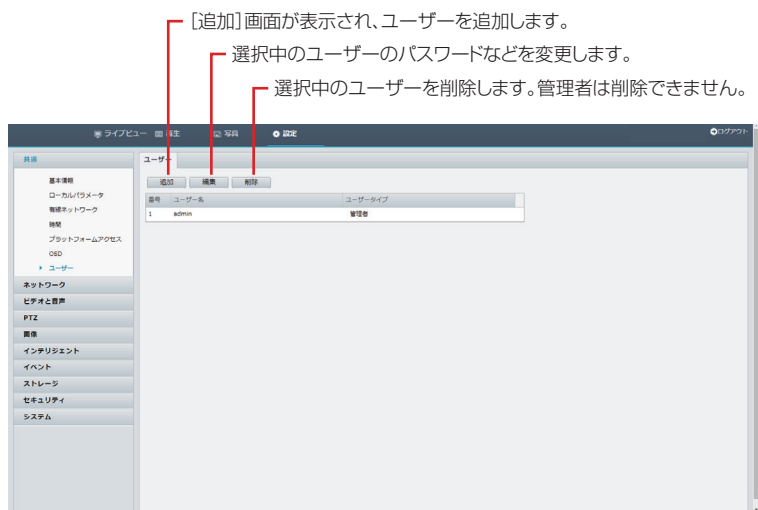 [追加]画面が表示され、ユーザーを追加します。
選択中のユーザーのパスワードなどを変更します。
選択中のユーザーを削除します。管理者は削除できません。
ライブビュー 再生 写真 設定 ログアウト
共通 ユーザー
基本情報
ローカルパラメータ
有線ネットワーク
時間
プラットフォームアクセス
OSD
ユーザー
追加 編集 削除
番号 ユーザー名 ユーザータイプ
1 admin 管理者
ネットワーク
ビデオと音声
PTZ
画像
インテリジェント
イベント
ストレージ
セキュリティ
システム